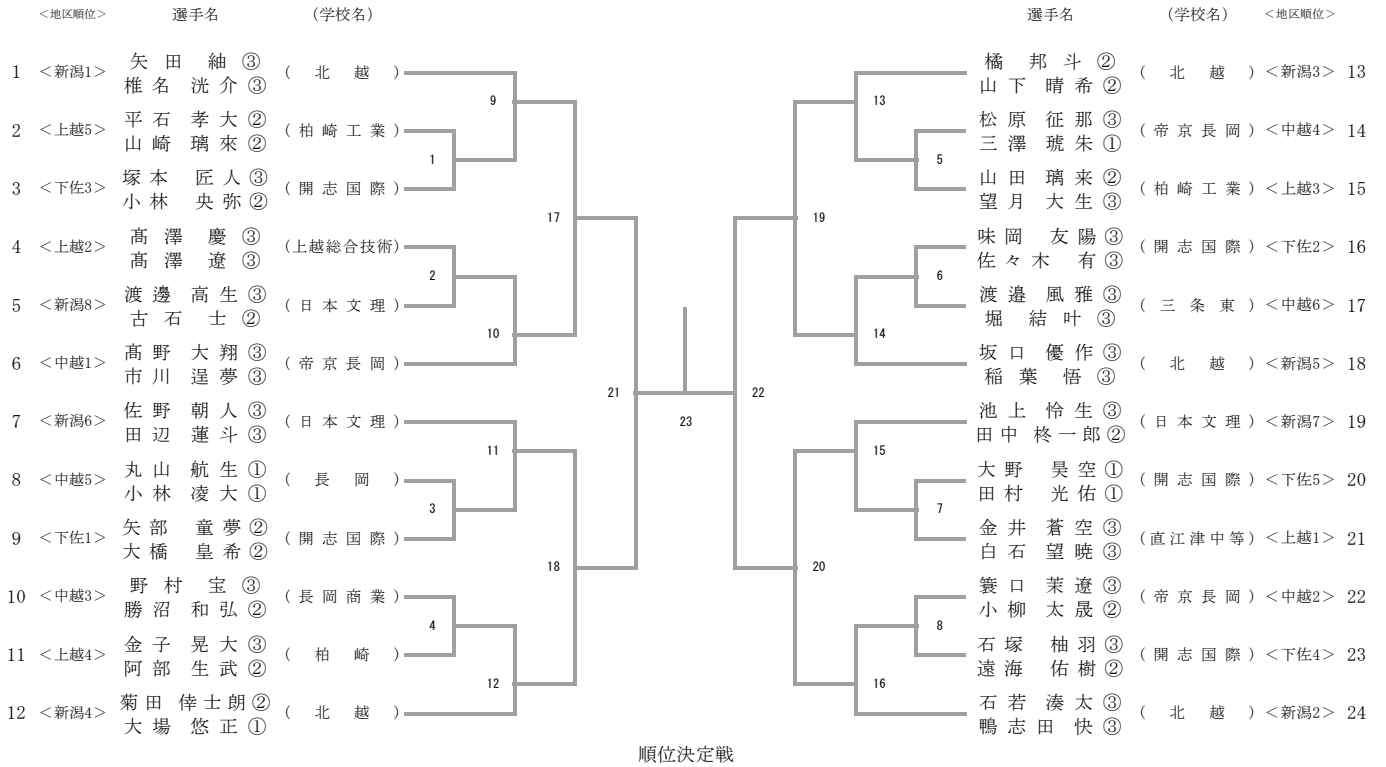 <地区順位> 選手名 (学校名) 選手名 (学校名) <地区順位>
1 <新潟1> 矢田 紬 ③ (北越) 橘 邦斗 ② (北越) <新潟3> 13
椎名 洸介 ③ 山下 晴希 ②
9 13
2 <上越5> 平石 孝大 ② (柏崎工業) 松原 征那 ③ (帝京長岡) <中越4> 14
山崎 璃來 ② 三澤 琥朱 ①
1 5
3 <下佐3> 塚本 匠人 ③ (開志国際) 山田 璃来 ② (柏崎工業) <上越3> 15
小林 央弥 ② 望月 大生 ③
17 19
4 <上越2> 髙澤 慶 ③ (上越総合技術) 味岡 友陽 ③ (開志国際) <下佐2> 16
髙澤 遼 ③ 佐々木 有 ③
2 6
5 <新潟8> 渡邊 高生 ③ (日本文理) 渡邉 風雅 ③ (三条東) <中越6> 17
古石 士 ② 堀 結叶 ③
10 14
6 <中越1> 髙野 大翔 ③ (帝京長岡) 坂口 優作 ③ (北越) <新潟5> 18
市川 逞夢 ③ 稲葉 悟 ③
21 23 22
7 <新潟6> 佐野 朝人 ③ (日本文理) 池上 怜生 ③ (日本文理) <新潟7> 19
田辺 蓮斗 ③ 田中 柊一郎 ②
11 15
8 <中越5> 丸山 航生 ① (長岡) 大野 昊空 ① (開志国際) <下佐5> 20
小林 凌大 ① 田村 光佑 ①
3 7
9 <下佐1> 矢部 童夢 ② (開志国際) 金井 蒼空 ③ (直江津中等) <上越1> 21
大橋 皇希 ② 白石 望暁 ③
18 20
10 <中越3> 野村 宝 ③ (長岡商業) 簑口 茉遼 ③ (帝京長岡) <中越2> 22
勝沼 和弘 ② 小柳 太晟 ②
4 8
11 <上越4> 金子 晃大 ③ (柏崎) 石塚 柚羽 ③ (開志国際) <下佐4> 23
阿部 生武 ② 遠海 佑樹 ②
12 16
12 <新潟4> 菊田 倖士朗 ② (北越) 石若 湊太 ③ (北越) <新潟2> 24
大場 悠正 ① 鴨志田 快 ③
順位決定戦